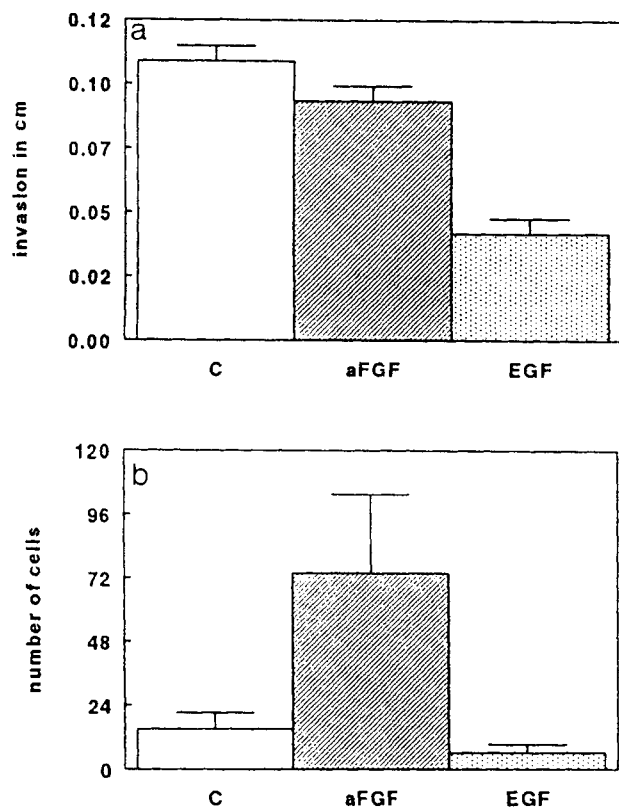 a
0.12
0.10
0.07
0.05
0.02
0.00
invasion in cm
C aFGF EGF
b
120
96
72
48
24
0
number of cells
C aFGF EGF